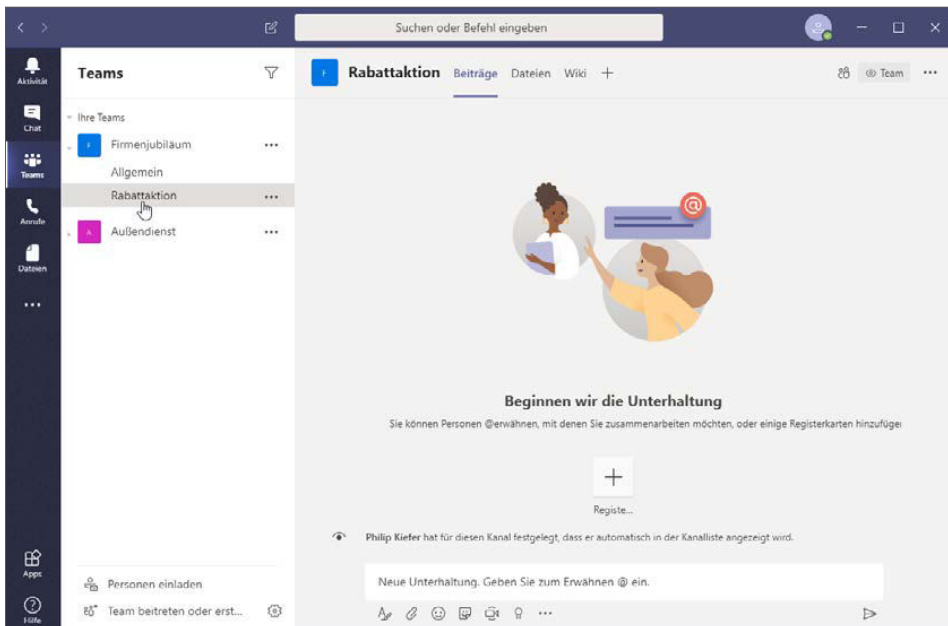 Suchen oder Befehl eingeben
Aktivität
Chat
Teams
Anrufe
Dateien
Apps
Hilfe
Teams
Ihre Teams
F Firmenjubiläum
Allgemein
Rabattaktion
A Außendienst
Personen einladen
Team beitreten oder erst...
F Rabattaktion Beiträge Dateien Wiki Team
@
Beginnen wir die Unterhaltung
Sie können Personen @erwähnen, mit denen Sie zusammenarbeiten möchten, oder einige Registerkarten hinzufüger
Registe...
Philip Kiefer hat für diesen Kanal festgelegt, dass er automatisch in der Kanalliste angezeigt wird.
Neue Unterhaltung. Geben Sie zum Erwähnen @ ein.